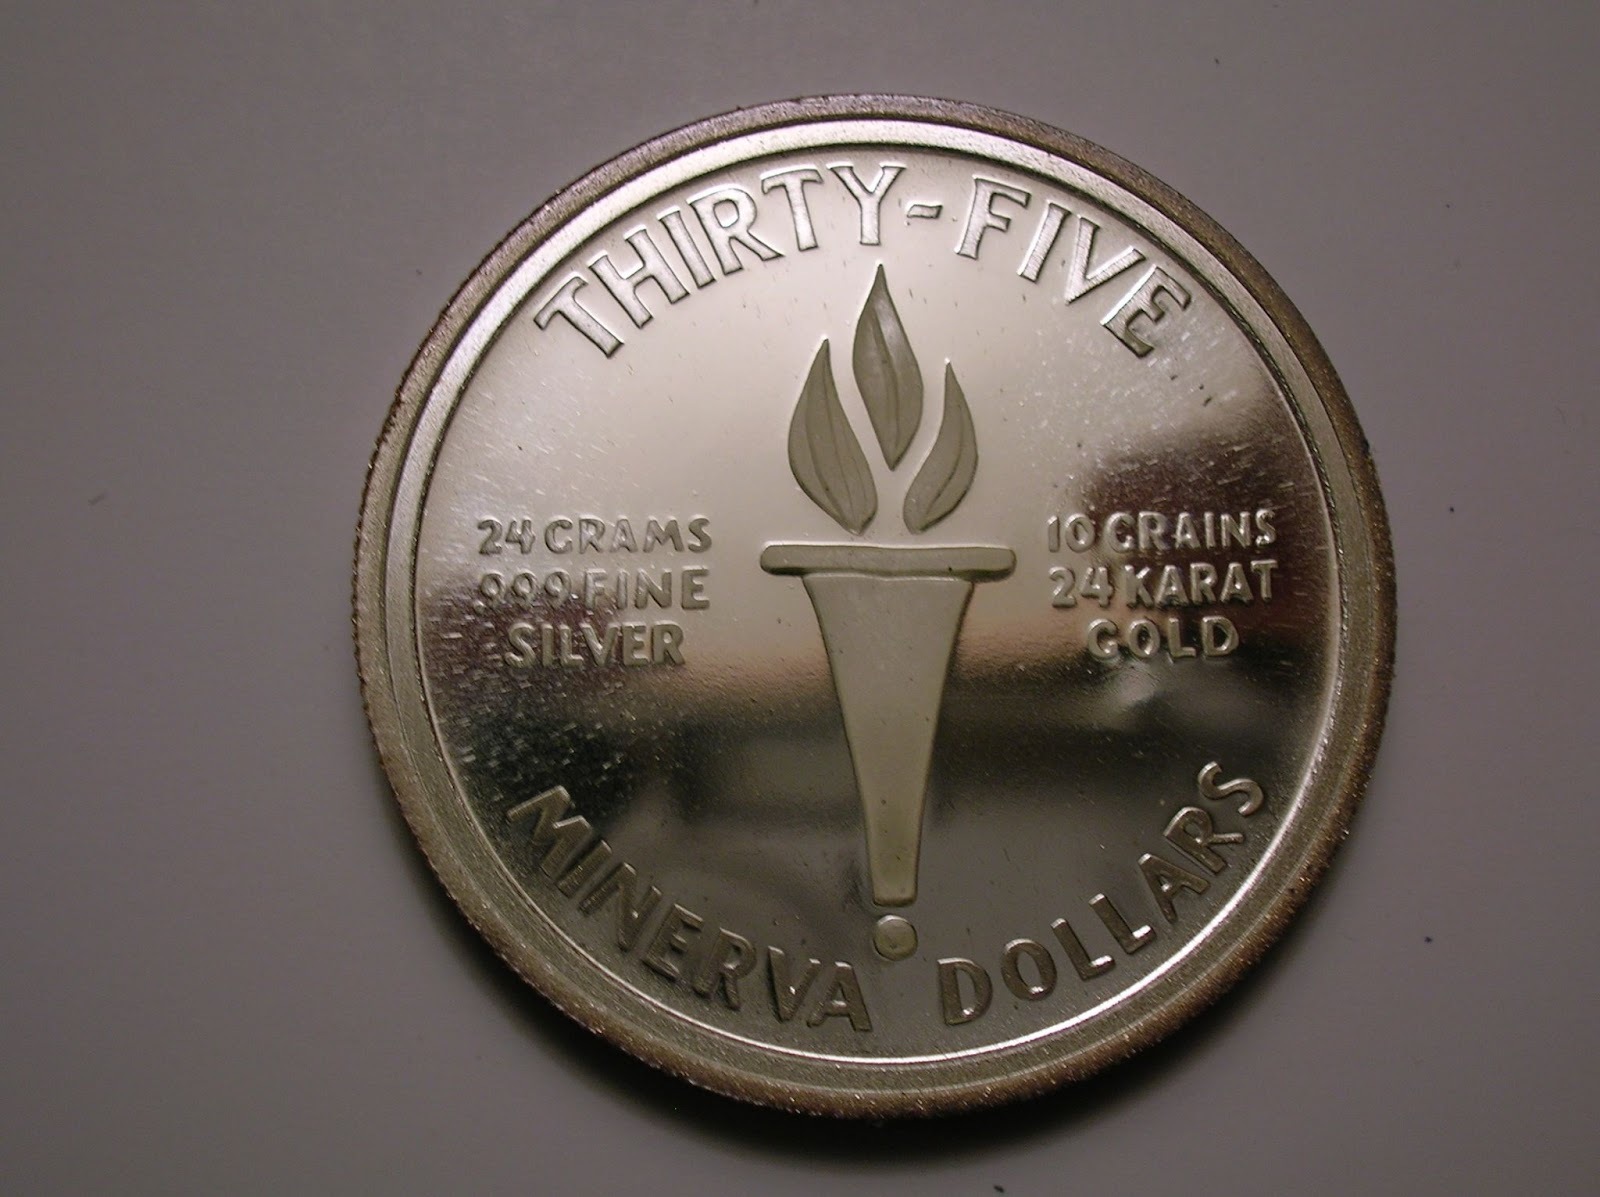 THIRTY-FIVE
24 GRAMS
.999 FINE
SILVER
10 GRAINS
24 KARAT
GOLD
MINERVA DOLLARS